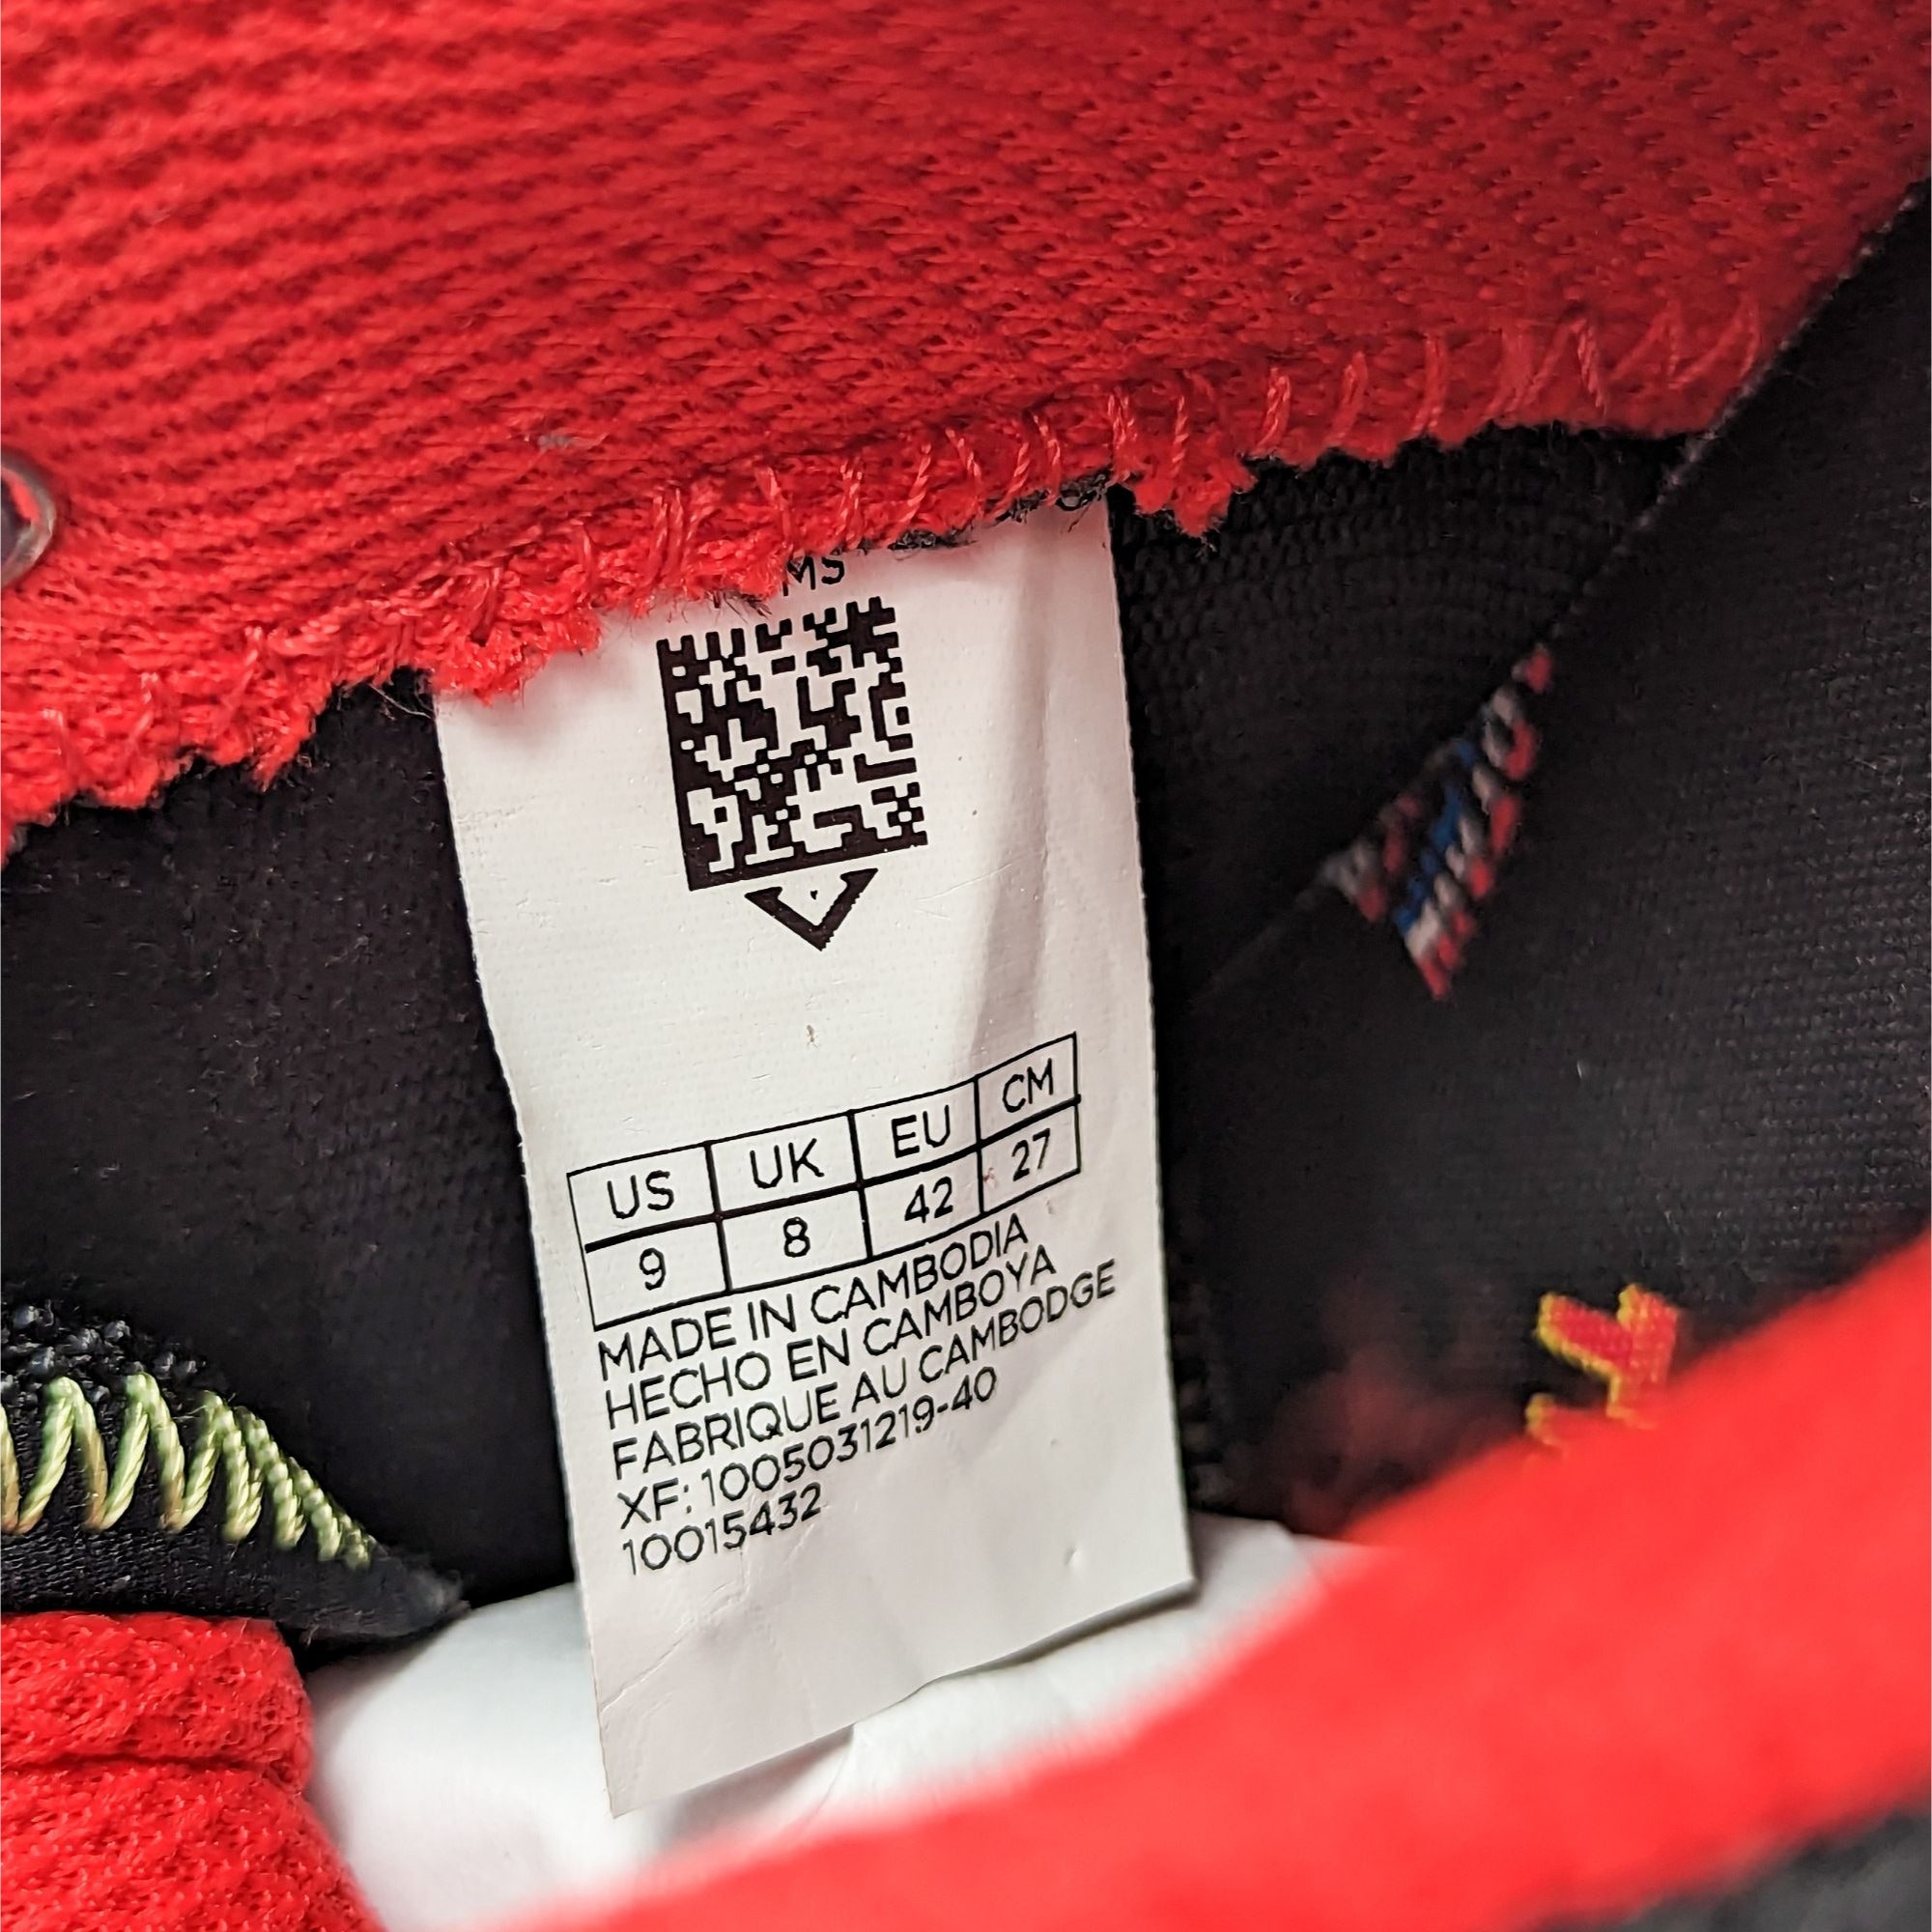 MS
US UK EU CM
9 8 42 27
MADE IN CAMBODIA
HECHO EN CAMBOYA
FABRIQUE AU CAMBODGE
XF: 1005031219-40
10015432